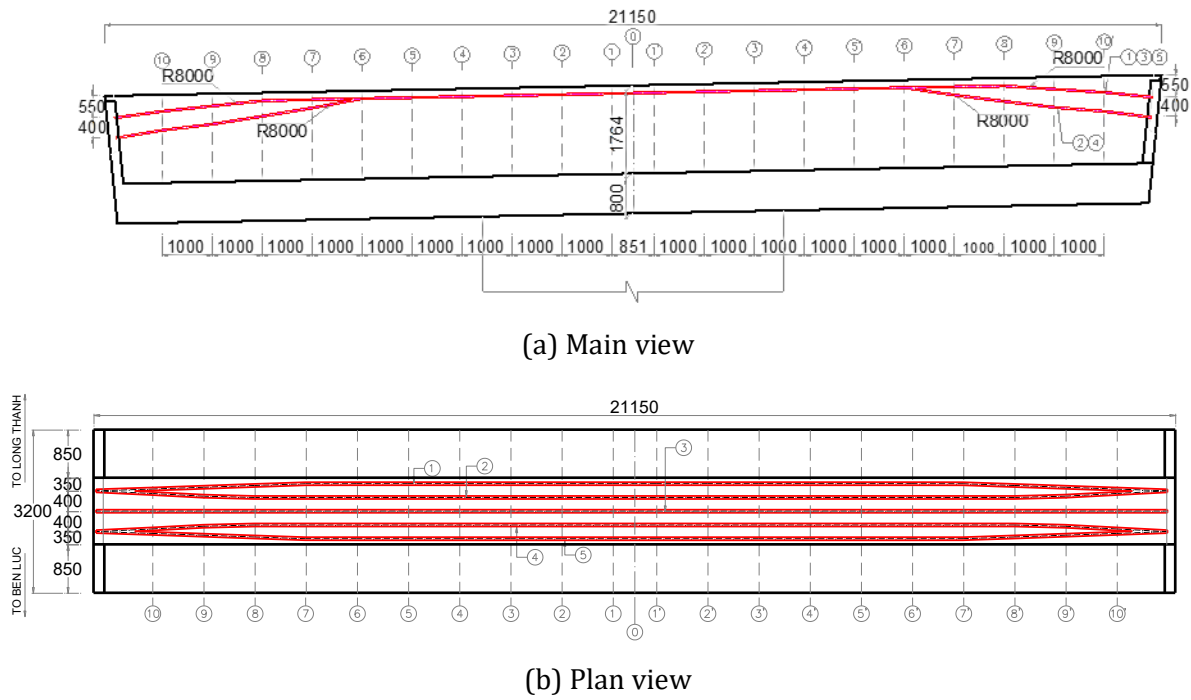 21150
10 9 8 7 6 5 4 3 2 1 0 1' 2' 3' 4 5' 6 7 8 9 10'
R8000 R8000 1 3 5
550 550
400 400
R8000 R8000
2 4
1764
800
1000 1000 1000 1000 1000 1000 1000 1000 1000 851 1000 1000 1000 1000 1000 1000 1000 1000 1000
(a) Main view
21150
TO LONG THANH
850
350
400
3200
400
350
850
TO BEN LUC
1 2 3
4 5
10 9 8 7 6 5 4 3 2 1 0 1' 2' 3' 4' 5' 6' 7' 8' 9' 10'
(b) Plan view